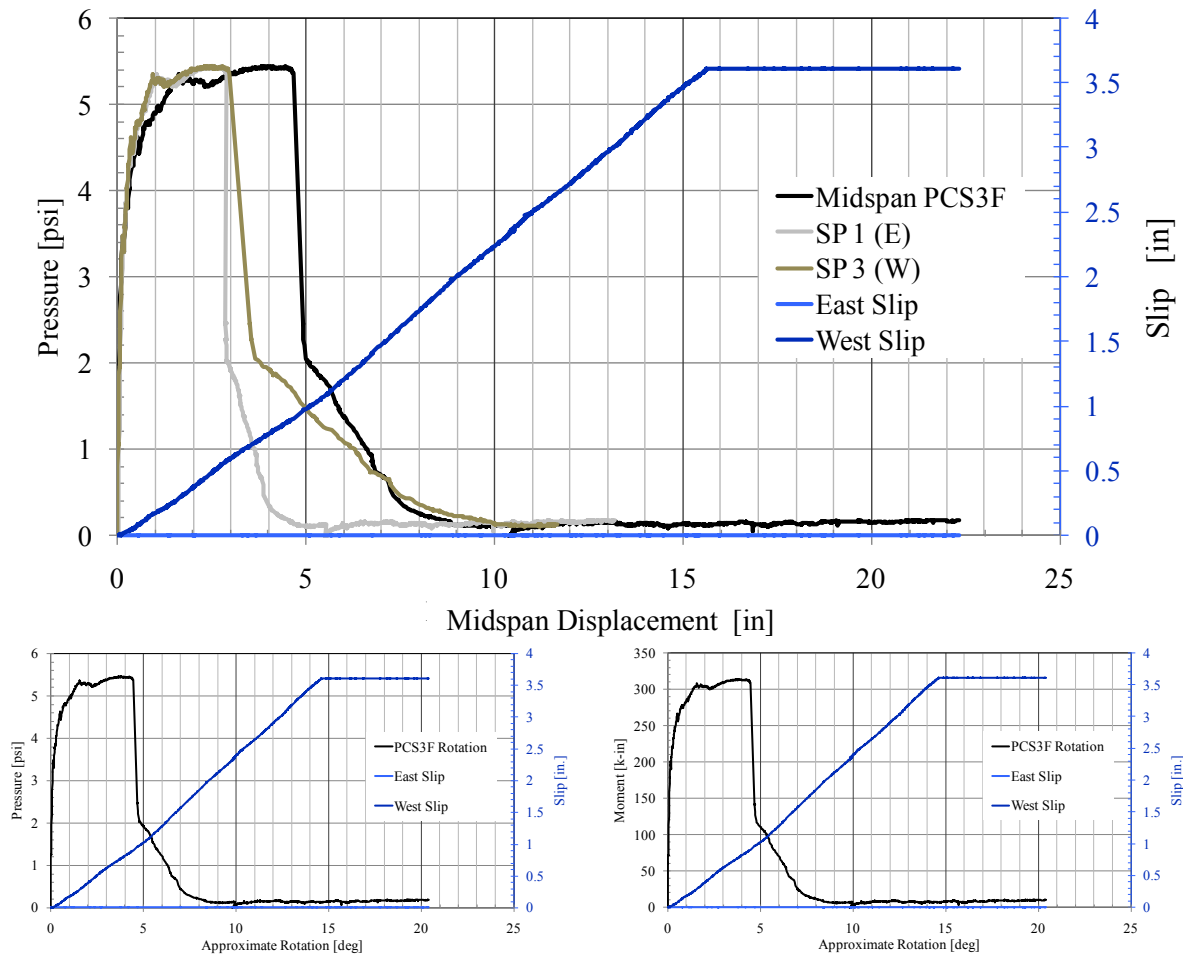 6
5
4
3
2
1
0
Pressure [psi]
4
3.5
3
2.5
2
1.5
1
0.5
0
Slip [in]
Midspan PCS3F
SP 1 (E)
SP 3 (W)
East Slip
West Slip
0 5 10 15 20 25
Midspan Displacement [in]
6
5
4
3
2
1
0
Pressure [psi]
4
3.5
3
2.5
2
1.5
1
0.5
0
Slip [in.]
PCS3F Rotation
East Slip
West Slip
0 5 10 15 20 25
Approximate Rotation [deg]
350
300
250
200
150
100
50
0
Moment [k-in]
4
3.5
3
2.5
2
1.5
1
0.5
0
Slip [in.]
PCS3F Rotation
East Slip
West Slip
0 5 10 15 20 25
Approximate Rotation [deg]